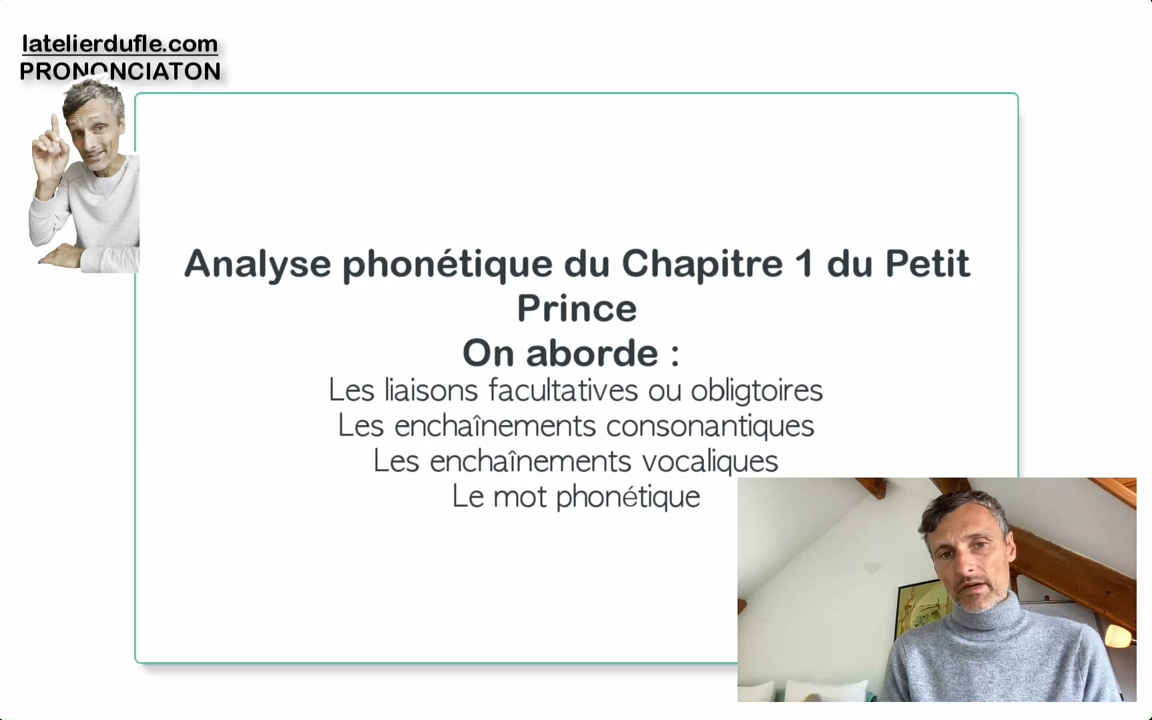 latelierdufle.com
PRONONCIATON
Analyse phonétique du Chapitre 1 du Petit
Prince
On aborde :
Les liaisons facultatives ou obligtoires
Les enchaînements consonantiques
Les enchaînements vocaliques
Le mot phonétique